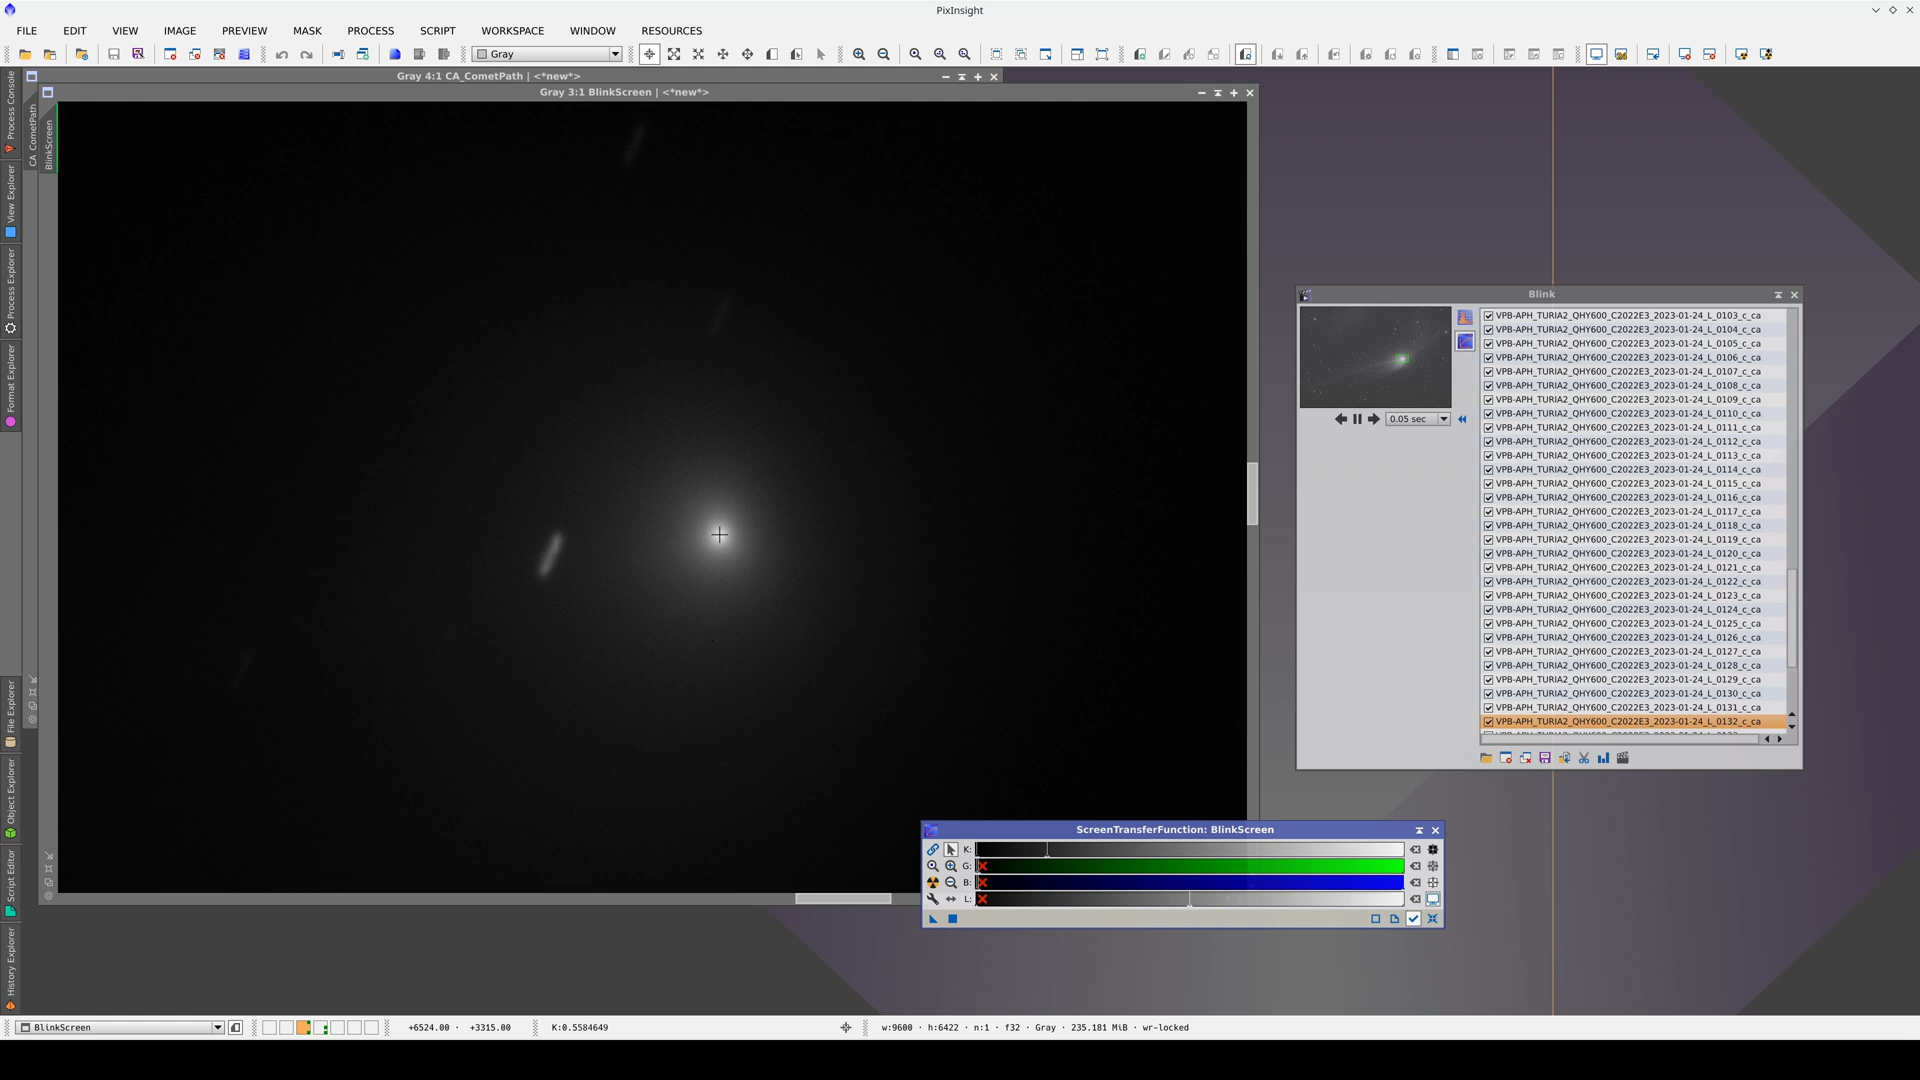 PixInsight
FILE EDIT VIEW IMAGE PREVIEW MASK PROCESS SCRIPT WORKSPACE WINDOW RESOURCES
Gray
Gray 4:1 CA_CometPath | <*new*>
Gray 3:1 BlinkScreen | <*new*>
Process Console
View Explorer
Process Explorer
Format Explorer
File Explorer
Object Explorer
Script Editor
History Explorer
CA_CometPath
BlinkScreen
Blink
0.05 sec
VPB-APH_TURIA2_QHY600_C2022E3_2023-01-24_L_0103_c_ca
VPB-APH_TURIA2_QHY600_C2022E3_2023-01-24_L_0104_c_ca
VPB-APH_TURIA2_QHY600_C2022E3_2023-01-24_L_0105_c_ca
VPB-APH_TURIA2_QHY600_C2022E3_2023-01-24_L_0106_c_ca
VPB-APH_TURIA2_QHY600_C2022E3_2023-01-24_L_0107_c_ca
VPB-APH_TURIA2_QHY600_C2022E3_2023-01-24_L_0108_c_ca
VPB-APH_TURIA2_QHY600_C2022E3_2023-01-24_L_0109_c_ca
VPB-APH_TURIA2_QHY600_C2022E3_2023-01-24_L_0110_c_ca
VPB-APH_TURIA2_QHY600_C2022E3_2023-01-24_L_0111_c_ca
VPB-APH_TURIA2_QHY600_C2022E3_2023-01-24_L_0112_c_ca
VPB-APH_TURIA2_QHY600_C2022E3_2023-01-24_L_0113_c_ca
VPB-APH_TURIA2_QHY600_C2022E3_2023-01-24_L_0114_c_ca
VPB-APH_TURIA2_QHY600_C2022E3_2023-01-24_L_0115_c_ca
VPB-APH_TURIA2_QHY600_C2022E3_2023-01-24_L_0116_c_ca
VPB-APH_TURIA2_QHY600_C2022E3_2023-01-24_L_0117_c_ca
VPB-APH_TURIA2_QHY600_C2022E3_2023-01-24_L_0118_c_ca
VPB-APH_TURIA2_QHY600_C2022E3_2023-01-24_L_0119_c_ca
VPB-APH_TURIA2_QHY600_C2022E3_2023-01-24_L_0120_c_ca
VPB-APH_TURIA2_QHY600_C2022E3_2023-01-24_L_0121_c_ca
VPB-APH_TURIA2_QHY600_C2022E3_2023-01-24_L_0122_c_ca
VPB-APH_TURIA2_QHY600_C2022E3_2023-01-24_L_0123_c_ca
VPB-APH_TURIA2_QHY600_C2022E3_2023-01-24_L_0124_c_ca
VPB-APH_TURIA2_QHY600_C2022E3_2023-01-24_L_0125_c_ca
VPB-APH_TURIA2_QHY600_C2022E3_2023-01-24_L_0126_c_ca
VPB-APH_TURIA2_QHY600_C2022E3_2023-01-24_L_0127_c_ca
VPB-APH_TURIA2_QHY600_C2022E3_2023-01-24_L_0128_c_ca
VPB-APH_TURIA2_QHY600_C2022E3_2023-01-24_L_0129_c_ca
VPB-APH_TURIA2_QHY600_C2022E3_2023-01-24_L_0130_c_ca
VPB-APH_TURIA2_QHY600_C2022E3_2023-01-24_L_0131_c_ca
VPB-APH_TURIA2_QHY600_C2022E3_2023-01-24_L_0132_c_ca
ScreenTransferFunction: BlinkScreen
K:
G:
B:
L:
BlinkScreen
+6524.00 · +3315.00
K:0.5584649
w:9600 · h:6422 · n:1 · f32 · Gray · 235.181 MiB · wr-locked